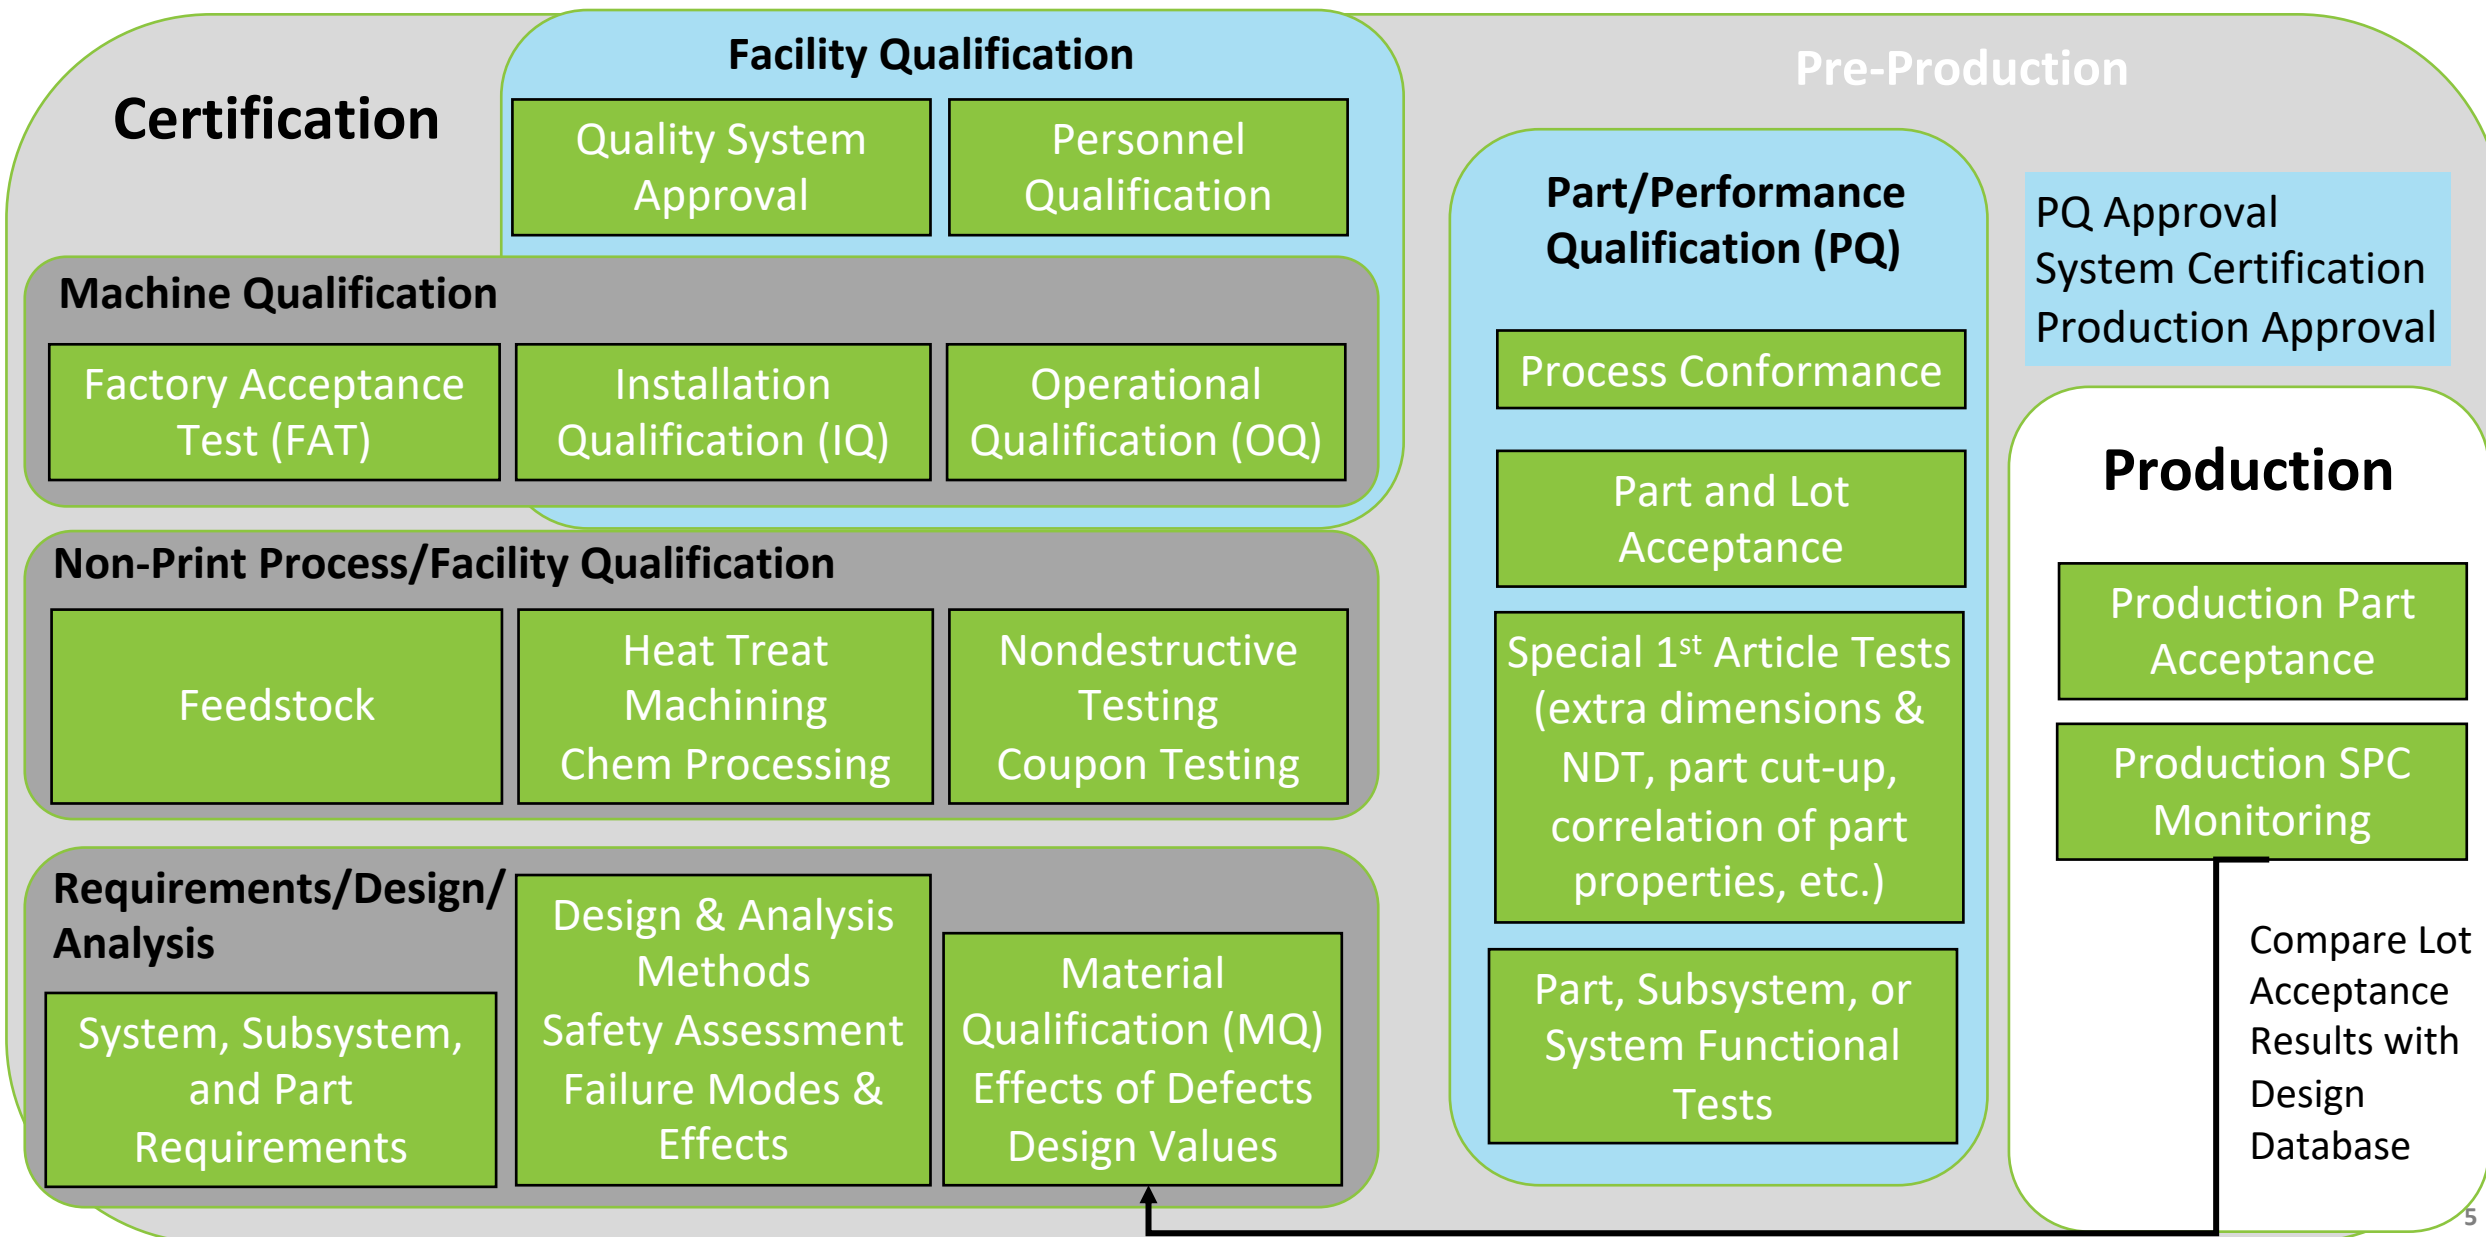 Certification
Facility Qualification
Quality System
Approval
Personnel
Qualification
Machine Qualification
Factory Acceptance
Test (FAT)
Installation
Qualification (IQ)
Operational
Qualification (OQ)
Non-Print Process/Facility Qualification
Feedstock
Heat Treat
Machining
Chem Processing
Nondestructive
Testing
Coupon Testing
Requirements/Design/
Analysis
System, Subsystem,
and Part
Requirements
Design & Analysis
Methods
Safety Assessment
Failure Modes &
Effects
Material
Qualification (MQ)
Effects of Defects
Design Values
Pre-Production
Part/Performance
Qualification (PQ)
Process Conformance
Part and Lot
Acceptance
Special 1st Article Tests
(extra dimensions &
NDT, part cut-up,
correlation of part
properties, etc.)
Part, Subsystem, or
System Functional
Tests
PQ Approval
System Certification
Production Approval
Production
Production Part
Acceptance
Production SPC
Monitoring
Compare Lot
Acceptance
Results with
Design
Database
5